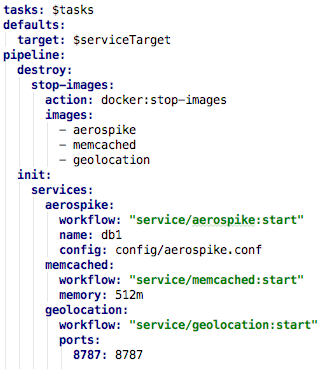 tasks: $tasks
defaults:
  target: $serviceTarget
pipeline:
  destroy:
    stop-images:
      action: docker:stop-images
      images:
        - aerospike
        - memcached
        - geolocation
  init:
    services:
      aerospike:
        workflow: "service/aerospike:start"
        name: db1
        config: config/aerospike.conf
      memcached:
        workflow: "service/memcached:start"
        memory: 512m
      geolocation:
        workflow: "service/geolocation:start"
        ports:
          8787: 8787